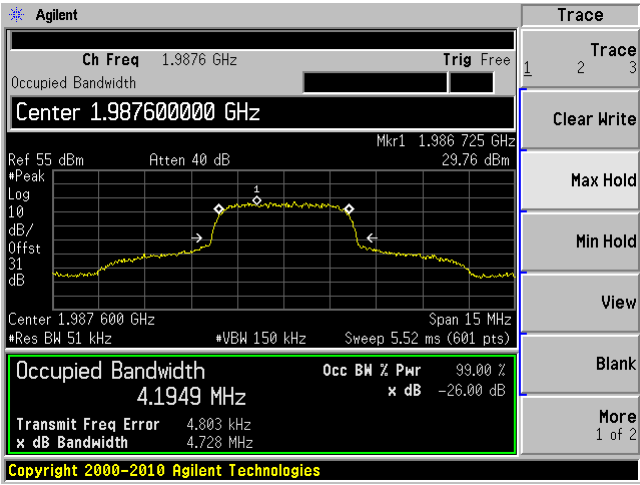 Agilent
Trace
Ch Freq 1.9876 GHz Trig Free
Occupied Bandwidth
Center 1.987600000 GHz
Mkr1 1.986 725 GHz
Ref 55 dBm Atten 40 dB 29.76 dBm
#Peak
Log
10
dB/
Offst
31
dB
1
Center 1.987 600 GHz Span 15 MHz
#Res BW 51 kHz #VBW 150 kHz Sweep 5.52 ms (601 pts)
Occupied Bandwidth Occ BW % Pwr 99.00 %
4.1949 MHz x dB -26.00 dB
Transmit Freq Error 4.803 kHz
x dB Bandwidth 4.728 MHz
Copyright 2000-2010 Agilent Technologies
Trace
1 2 3
Clear Write
Max Hold
Min Hold
View
Blank
More
1 of 2